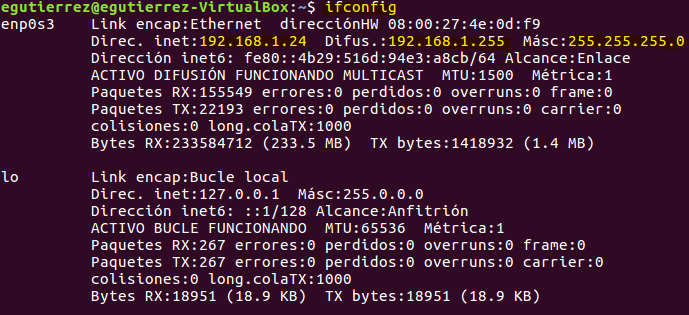 egutierrez@egutierrez-VirtualBox:~$ ifconfig
enp0s3    Link encap:Ethernet  direcciónHW 08:00:27:4e:0d:f9
          Direc. inet:192.168.1.24  Difus.:192.168.1.255  Másc:255.255.255.0
          Dirección inet6: fe80::4b29:516d:94e3:a8cb/64 Alcance:Enlace
          ACTIVO DIFUSIÓN FUNCIONANDO MULTICAST  MTU:1500  Métrica:1
          Paquetes RX:155549 errores:0 perdidos:0 overruns:0 frame:0
          Paquetes TX:22193 errores:0 perdidos:0 overruns:0 carrier:0
          colisiones:0 long.colaTX:1000
          Bytes RX:233584712 (233.5 MB)  TX bytes:1418932 (1.4 MB)

lo        Link encap:Bucle local
          Direc. inet:127.0.0.1  Másc:255.0.0.0
          Dirección inet6: ::1/128 Alcance:Anfitrión
          ACTIVO BUCLE FUNCIONANDO  MTU:65536  Métrica:1
          Paquetes RX:267 errores:0 perdidos:0 overruns:0 frame:0
          Paquetes TX:267 errores:0 perdidos:0 overruns:0 carrier:0
          colisiones:0 long.colaTX:1000
          Bytes RX:18951 (18.9 KB)  TX bytes:18951 (18.9 KB)